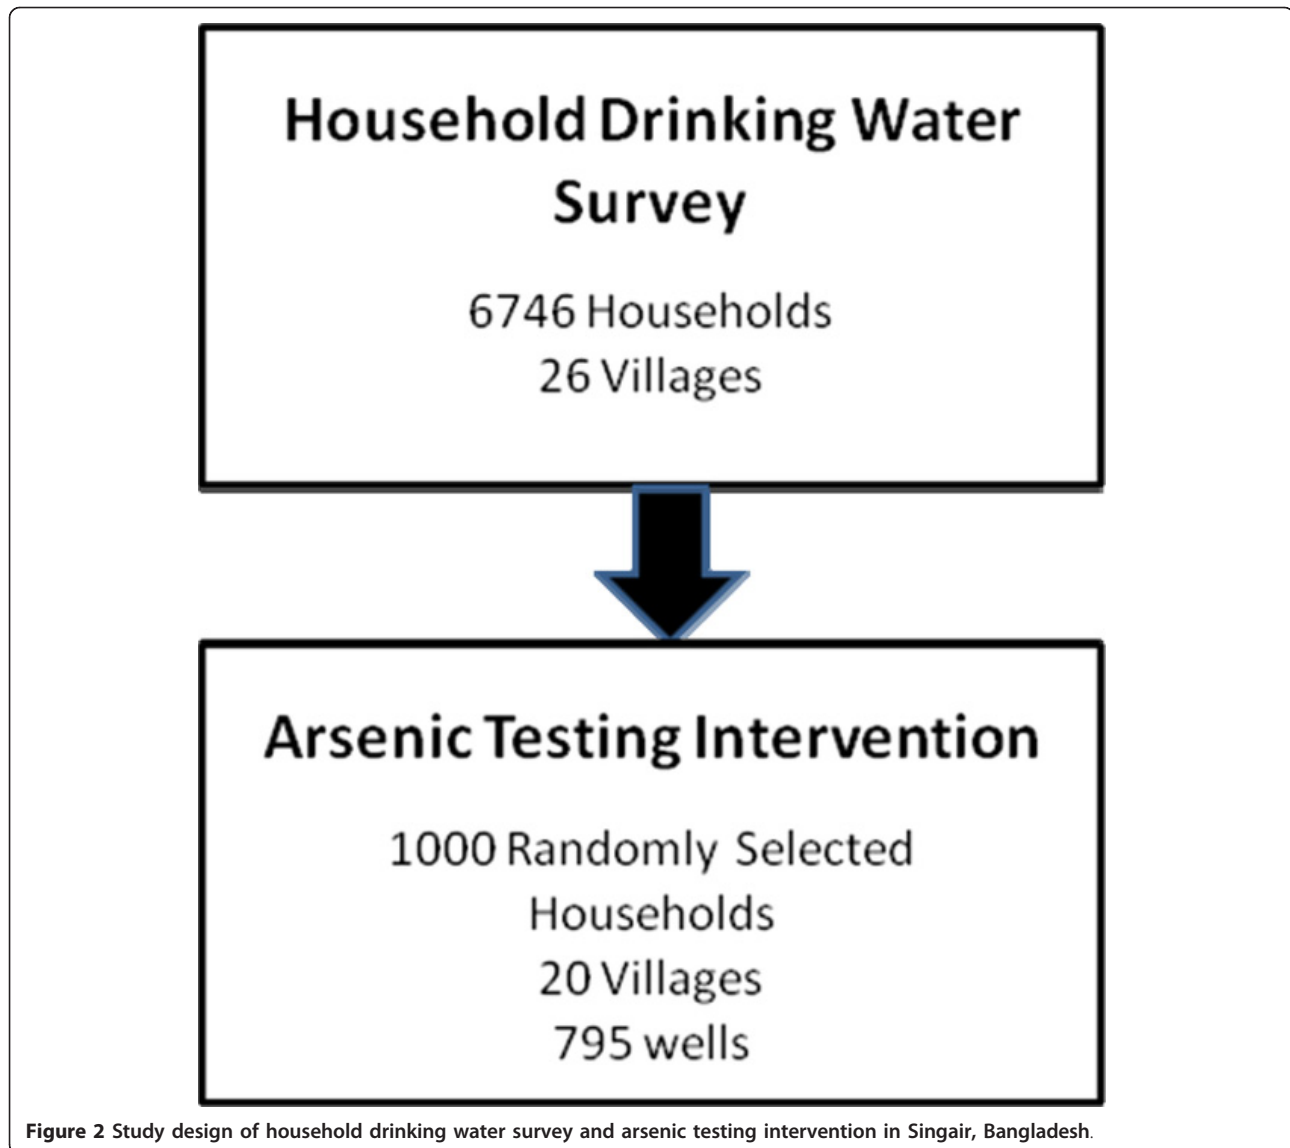 Household Drinking Water
Survey
6746 Households
26 Villages
Arsenic Testing Intervention
1000 Randomly Selected
Households
20 Villages
795 wells
Figure 2 Study design of household drinking water survey and arsenic testing intervention in Singair, Bangladesh.